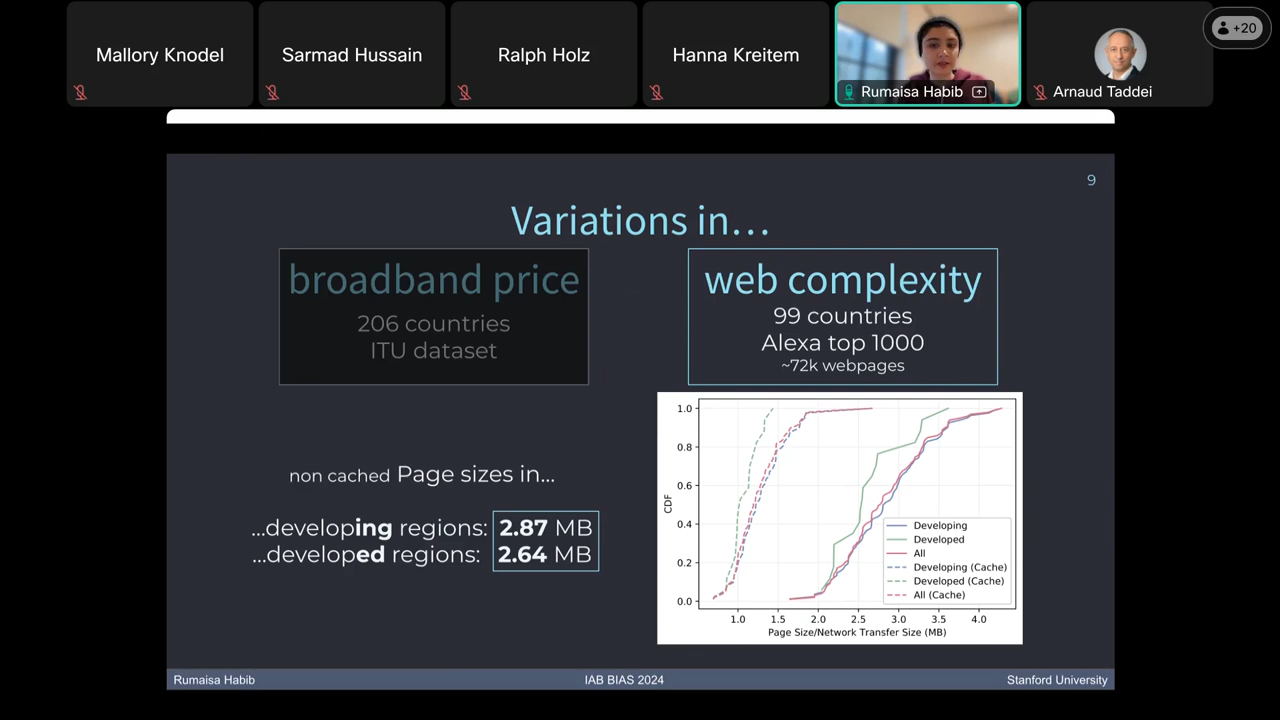 Mallory Knodel
Sarmad Hussain
Ralph Holz
Hanna Kreitem
Rumaisa Habib
Arnaud Taddei
+20
9
Variations in…
broadband price
206 countries
ITU dataset
web complexity
99 countries
Alexa top 1000
~72k webpages
non cached Page sizes in…
…developing regions: 2.87 MB
…developed regions: 2.64 MB
1.0
0.8
0.6
0.4
0.2
0.0
CDF
Developing
Developed
All
Developing (Cache)
Developed (Cache)
All (Cache)
1.0 1.5 2.0 2.5 3.0 3.5 4.0
Page Size/Network Transfer Size (MB)
Rumaisa Habib
IAB BIAS 2024
Stanford University